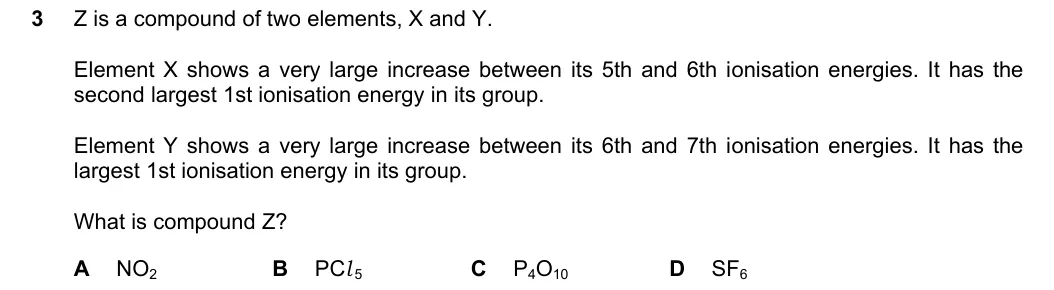 3 Z is a compound of two elements, X and Y.
Element X shows a very large increase between its 5th and 6th ionisation energies. It has the
second largest 1st ionisation energy in its group.
Element Y shows a very large increase between its 6th and 7th ionisation energies. It has the
largest 1st ionisation energy in its group.
What is compound Z?
A NO₂ B PCl₅ C P₄O₁₀ D SF₆